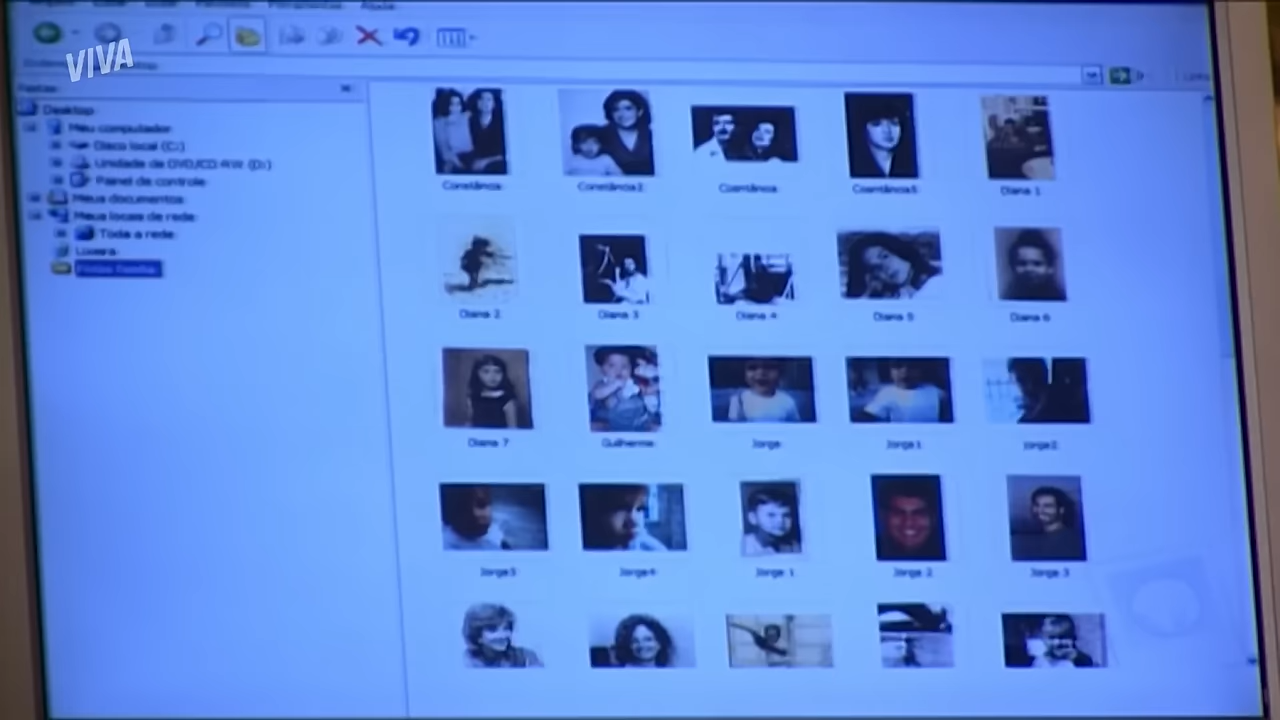 Ajuda
VIVA
Pastas
Desktop
Meu computador
Disco local (C:)
Unidade de DVD/CD-RW (D:)
Painel de controle
Meus documentos
Meus locais de rede
Toda a rede
Lixeira
Constância Constância2 Diana 1
Diana 2 Diana 3 Diana 4 Diana 5 Diana 6
Diana 7 Guilherme Jorge Jorge1 Jorge2
Jorge3 Jorge4 Jorge 1 Jorge 2 Jorge 3